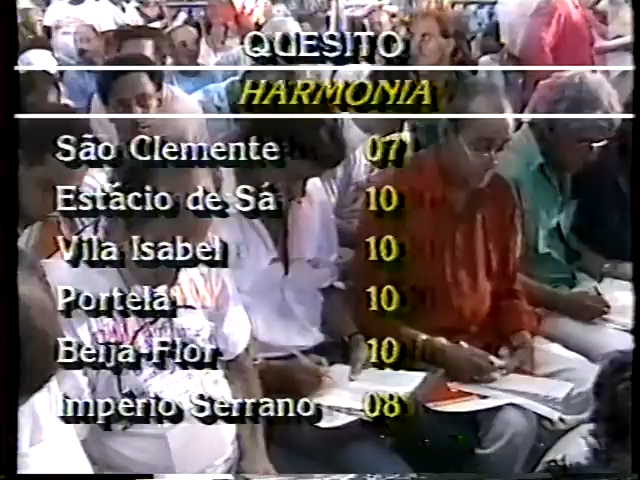 QUESITO
HARMONIA
São Clemente 07
Estácio de Sá 10
Vila Isabel 10
Portela 10
Beija-Flor 10
Império Serrano 08